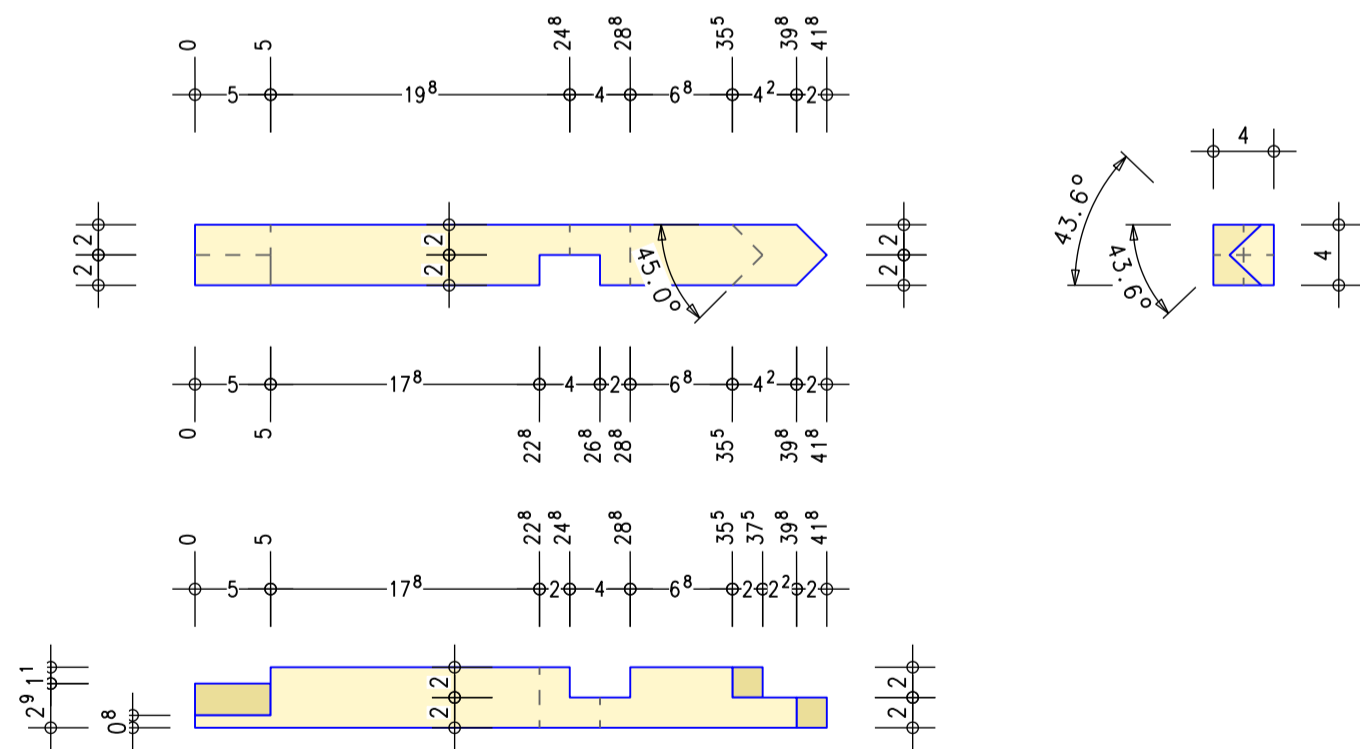 0 5 24⁸ 28⁸ 35⁵ 39⁸ 41⁸
5 19⁸ 4 6⁸ 4² 2
4
43.6°
43.6°
2 2 2 4
2 2 2
45.0°
5 17⁸ 4 2 6⁸ 4² 2
0 5 22⁸ 26⁸ 28⁸ 35⁵ 39⁸ 41⁸
0 5 22⁸ 24⁸ 28⁸ 35⁵ 37⁵ 39⁸ 41⁸
5 17⁸ 2 4 6⁸ 2 2² 2
1¹ 2 2
2⁹ 0⁸ 2 2